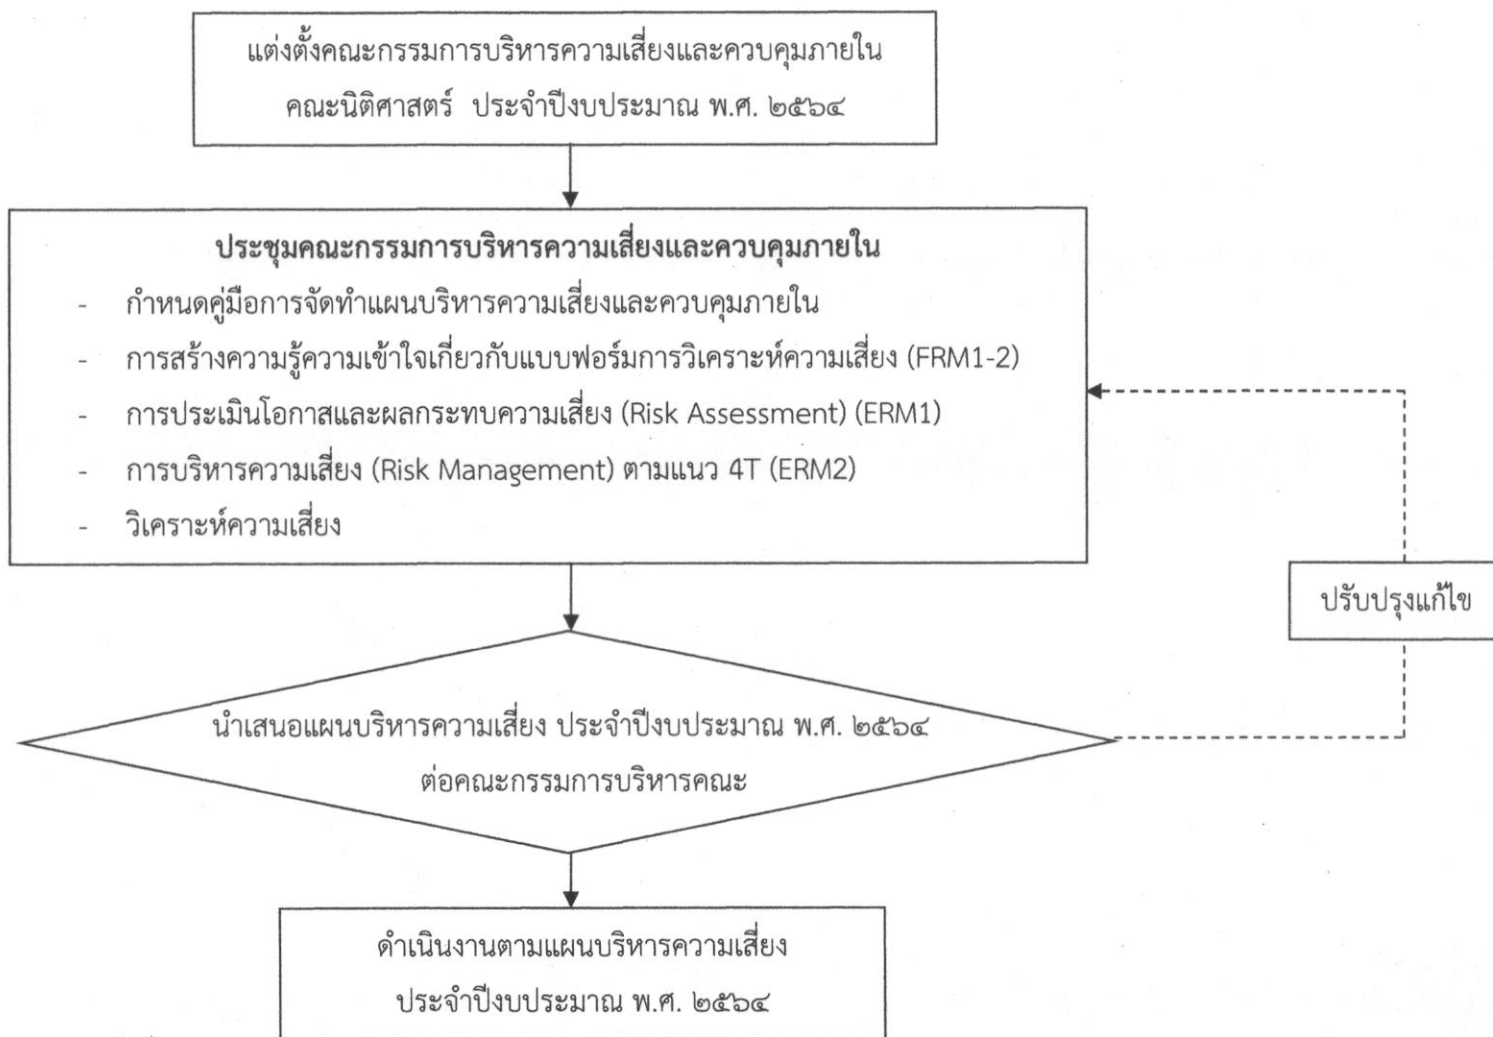 แต่งตั้งคณะกรรมการบริหารความเสี่ยงและควบคุมภายใน
คณะนิติศาสตร์ ประจำปีงบประมาณ พ.ศ. ๒๕๖๔
ประชุมคณะกรรมการบริหารความเสี่ยงและควบคุมภายใน
- กำหนดคู่มือการจัดทำแผนบริหารความเสี่ยงและควบคุมภายใน
- การสร้างความรู้ความเข้าใจเกี่ยวกับแบบฟอร์มการวิเคราะห์ความเสี่ยง (FRM1-2)
- การประเมินโอกาสและผลกระทบความเสี่ยง (Risk Assessment) (ERM1)
- การบริหารความเสี่ยง (Risk Management) ตามแนว 4T (ERM2)
- วิเคราะห์ความเสี่ยง
ปรับปรุงแก้ไข
นำเสนอแผนบริหารความเสี่ยง ประจำปีงบประมาณ พ.ศ. ๒๕๖๔
ต่อคณะกรรมการบริหารคณะ
ดำเนินงานตามแผนบริหารความเสี่ยง
ประจำปีงบประมาณ พ.ศ. ๒๕๖๔